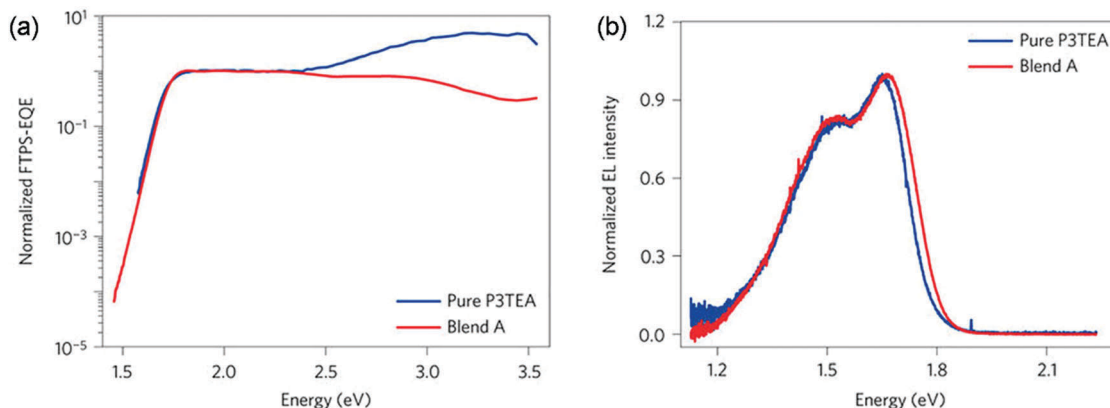 (a)
Normalized FTPS-EQE
10¹
10⁻¹
10⁻³
10⁻⁵
Pure P3TEA
Blend A
1.5 2.0 2.5 3.0 3.5
Energy (eV)
(b)
Normalized EL intensity
1.2
0.9
0.6
0.3
0.0
Pure P3TEA
Blend A
1.2 1.5 1.8 2.1
Energy (eV)